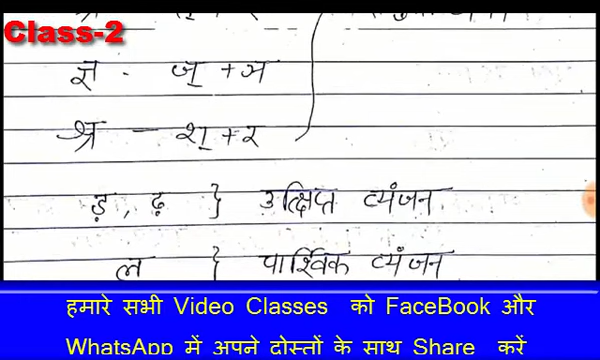 Class-2
ज्ञ - ज् + ञ
श्र - श् + र
ड़, ढ़ } उत्क्षिप्त व्यंजन
ल } पार्श्विक व्यंजन
हमारे सभी Video Classes को FaceBook और
WhatsApp में अपने दोस्तों के साथ Share करें